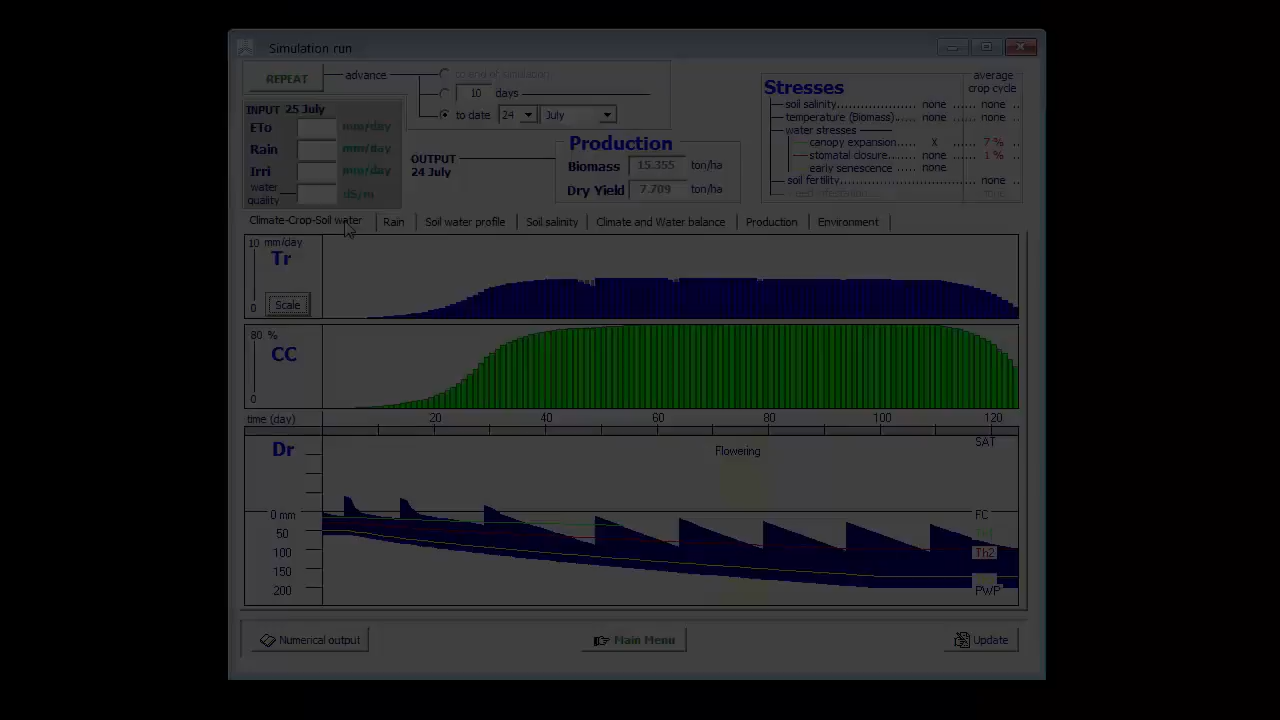 Simulation run
REPEAT
advance
to end of simulation
10 days
to date 24 July
INPUT 25 July
ETo mm/day
Rain mm/day
Irri mm/day
water quality dS/m
OUTPUT
24 July
Production
Biomass 15.355 ton/ha
Dry Yield 7.709 ton/ha
Stresses
average
crop cycle
soil salinity none none
temperature (Biomass) none none
water stresses
canopy expansion X 7 %
stomatal closure none 1 %
early senescence none
soil fertility none
Climate-Crop-Soil water
Rain
Soil water profile
Soil salinity
Climate and Water balance
Production
Environment
10 mm/day
Tr
0
Scale
80 %
CC
0
time (day) 20 40 60 80 100 120
Dr
Flowering
SAT
0 mm
FC
50
100
Th2
150
200
PWP
Numerical output
Main Menu
Update